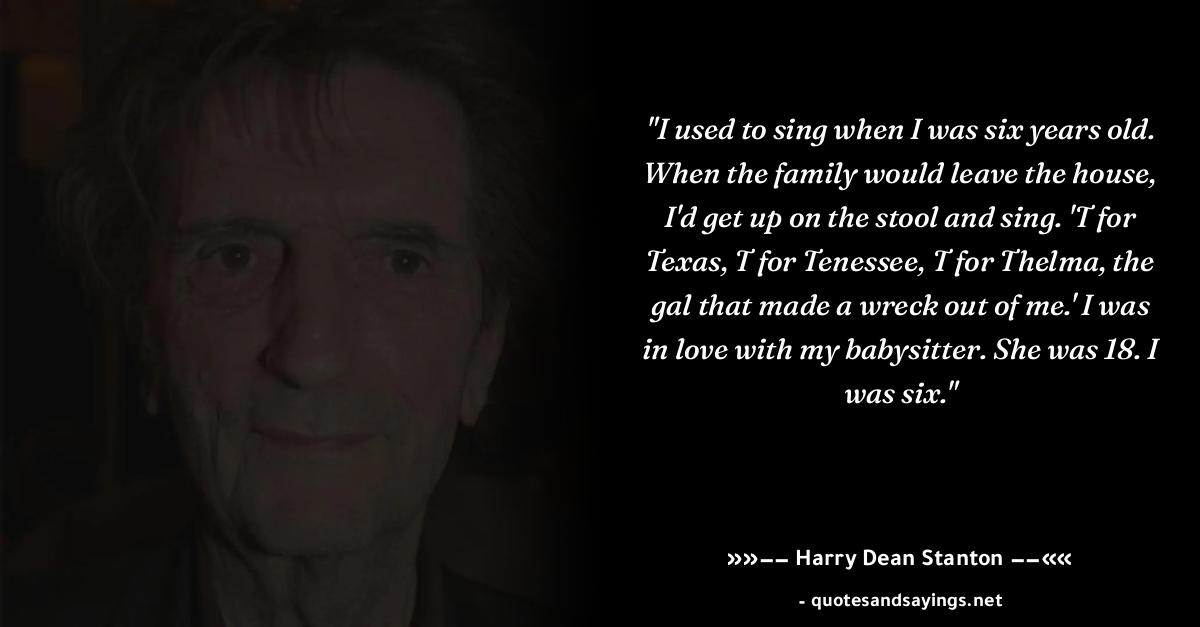 "I used to sing when I was six years old.
When the family would leave the house,
I'd get up on the stool and sing. 'T for
Texas, T for Tenessee, T for Thelma, the
gal that made a wreck out of me.' I was
in love with my babysitter. She was 18. I
was six."
»»–– Harry Dean Stanton ––««
- quotesandsayings.net